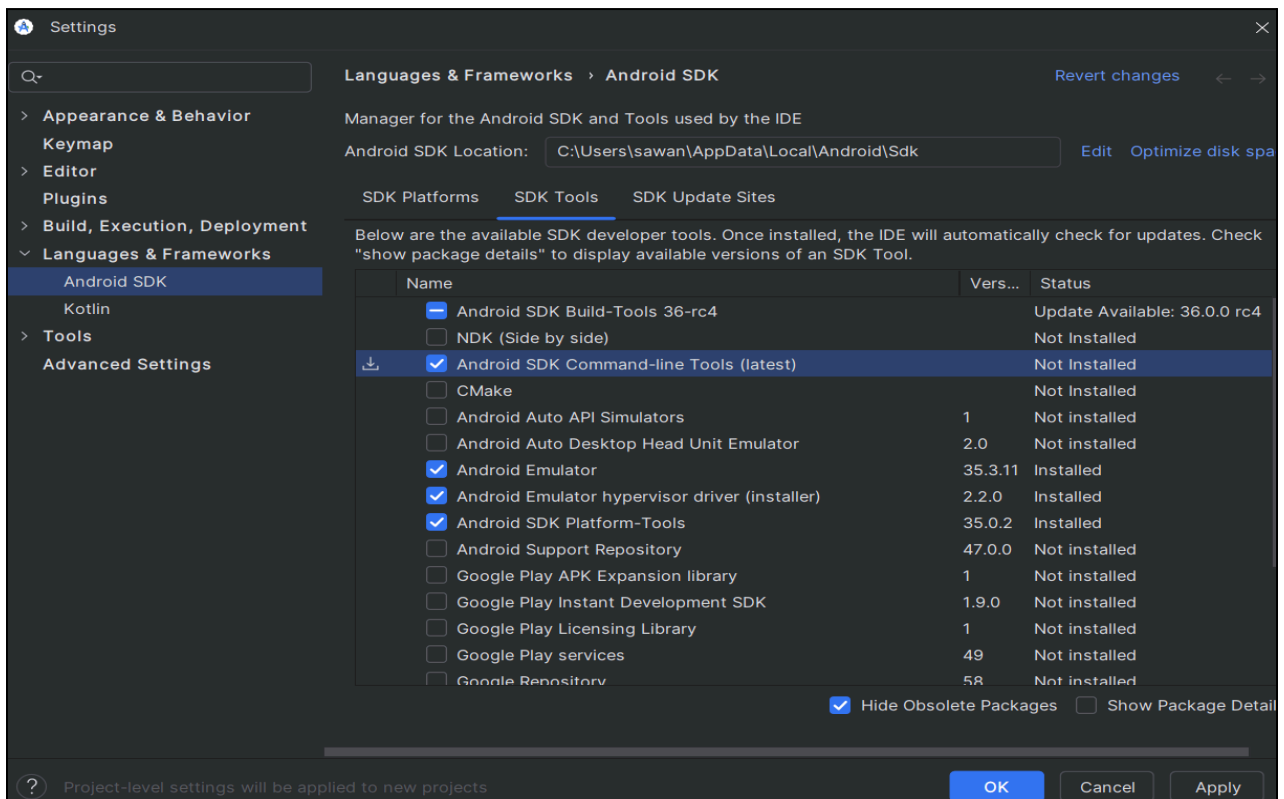 Settings
Languages & Frameworks › Android SDK Revert changes
Appearance & Behavior
Keymap
Editor
Plugins
Build, Execution, Deployment
Languages & Frameworks
Android SDK
Kotlin
Tools
Advanced Settings
Manager for the Android SDK and Tools used by the IDE
Android SDK Location: C:\Users\sawan\AppData\Local\Android\Sdk Edit Optimize disk spa
SDK Platforms SDK Tools SDK Update Sites
Below are the available SDK developer tools. Once installed, the IDE will automatically check for updates. Check
"show package details" to display available versions of an SDK Tool.
Name Vers... Status
Android SDK Build-Tools 36-rc4 Update Available: 36.0.0 rc4
NDK (Side by side) Not Installed
Android SDK Command-line Tools (latest) Not Installed
CMake Not Installed
Android Auto API Simulators 1 Not installed
Android Auto Desktop Head Unit Emulator 2.0 Not installed
Android Emulator 35.3.11 Installed
Android Emulator hypervisor driver (installer) 2.2.0 Installed
Android SDK Platform-Tools 35.0.2 Installed
Android Support Repository 47.0.0 Not installed
Google Play APK Expansion library 1 Not installed
Google Play Instant Development SDK 1.9.0 Not installed
Google Play Licensing Library 1 Not installed
Google Play services 49 Not installed
Google Repository 58 Not installed
Hide Obsolete Packages Show Package Detail
? Project-level settings will be applied to new projects
OK Cancel Apply